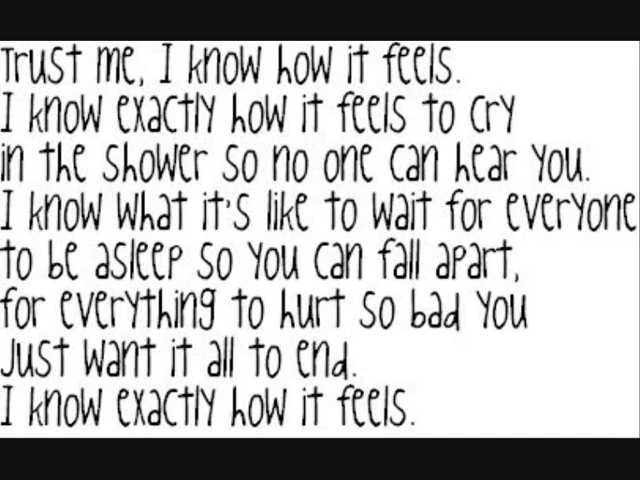 Trust me, I know how it feels.
I know exactly how it feels to cry
in the shower so no one can hear you.
I know what it's like to wait for everyone
to be asleep so you can fall apart,
for everything to hurt so bad you
just want it all to end.
I know exactly how it feels.